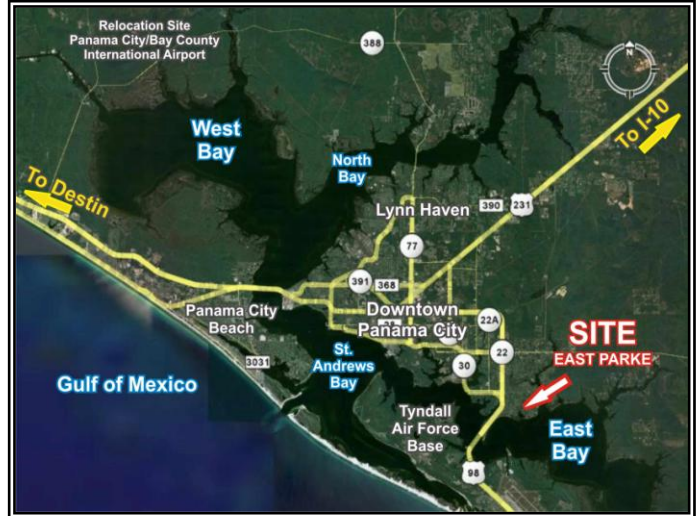 Relocation Site
Panama City/Bay County
International Airport
388
N
West
Bay
North
Bay
To I-10
To Destin
Lynn Haven
390
231
77
391
368
Panama City
Beach
Downtown
Panama City
22A
SITE
EAST PARKE
3031
St.
Andrews
Bay
30
22
Gulf of Mexico
Tyndall
Air Force
Base
East
Bay
98